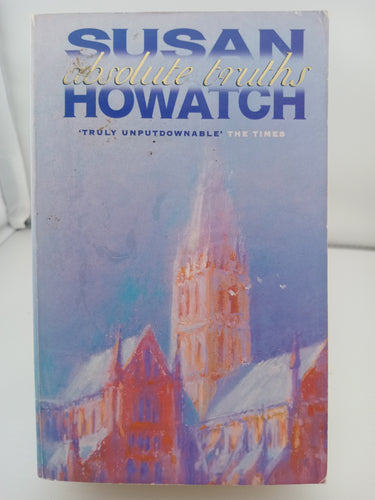 SUSAN
absolute truths
HOWATCH
'TRULY UNPUTDOWNABLE' THE TIMES